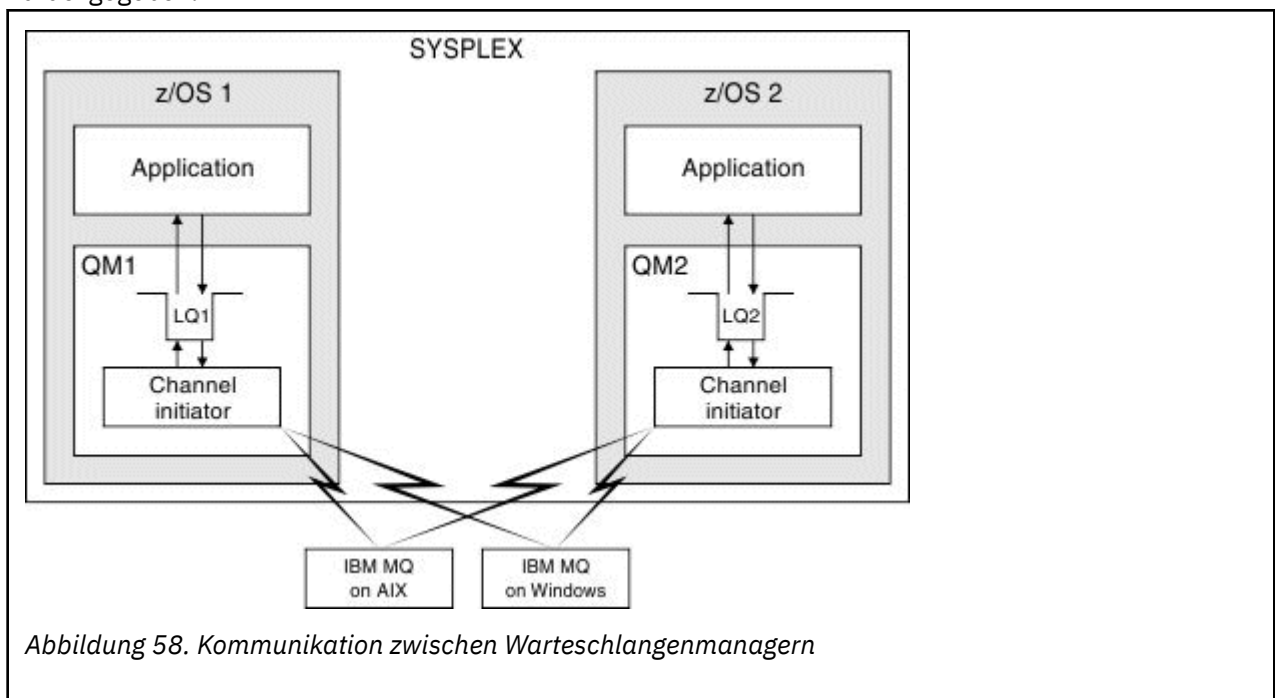 SYSPLEX
z/OS 1
Application
QM1
LQ1
Channel
initiator
z/OS 2
Application
QM2
LQ2
Channel
initiator
IBM MQ
on AIX
IBM MQ
on Windows
Abbildung 58. Kommunikation zwischen Warteschlangenmanagern